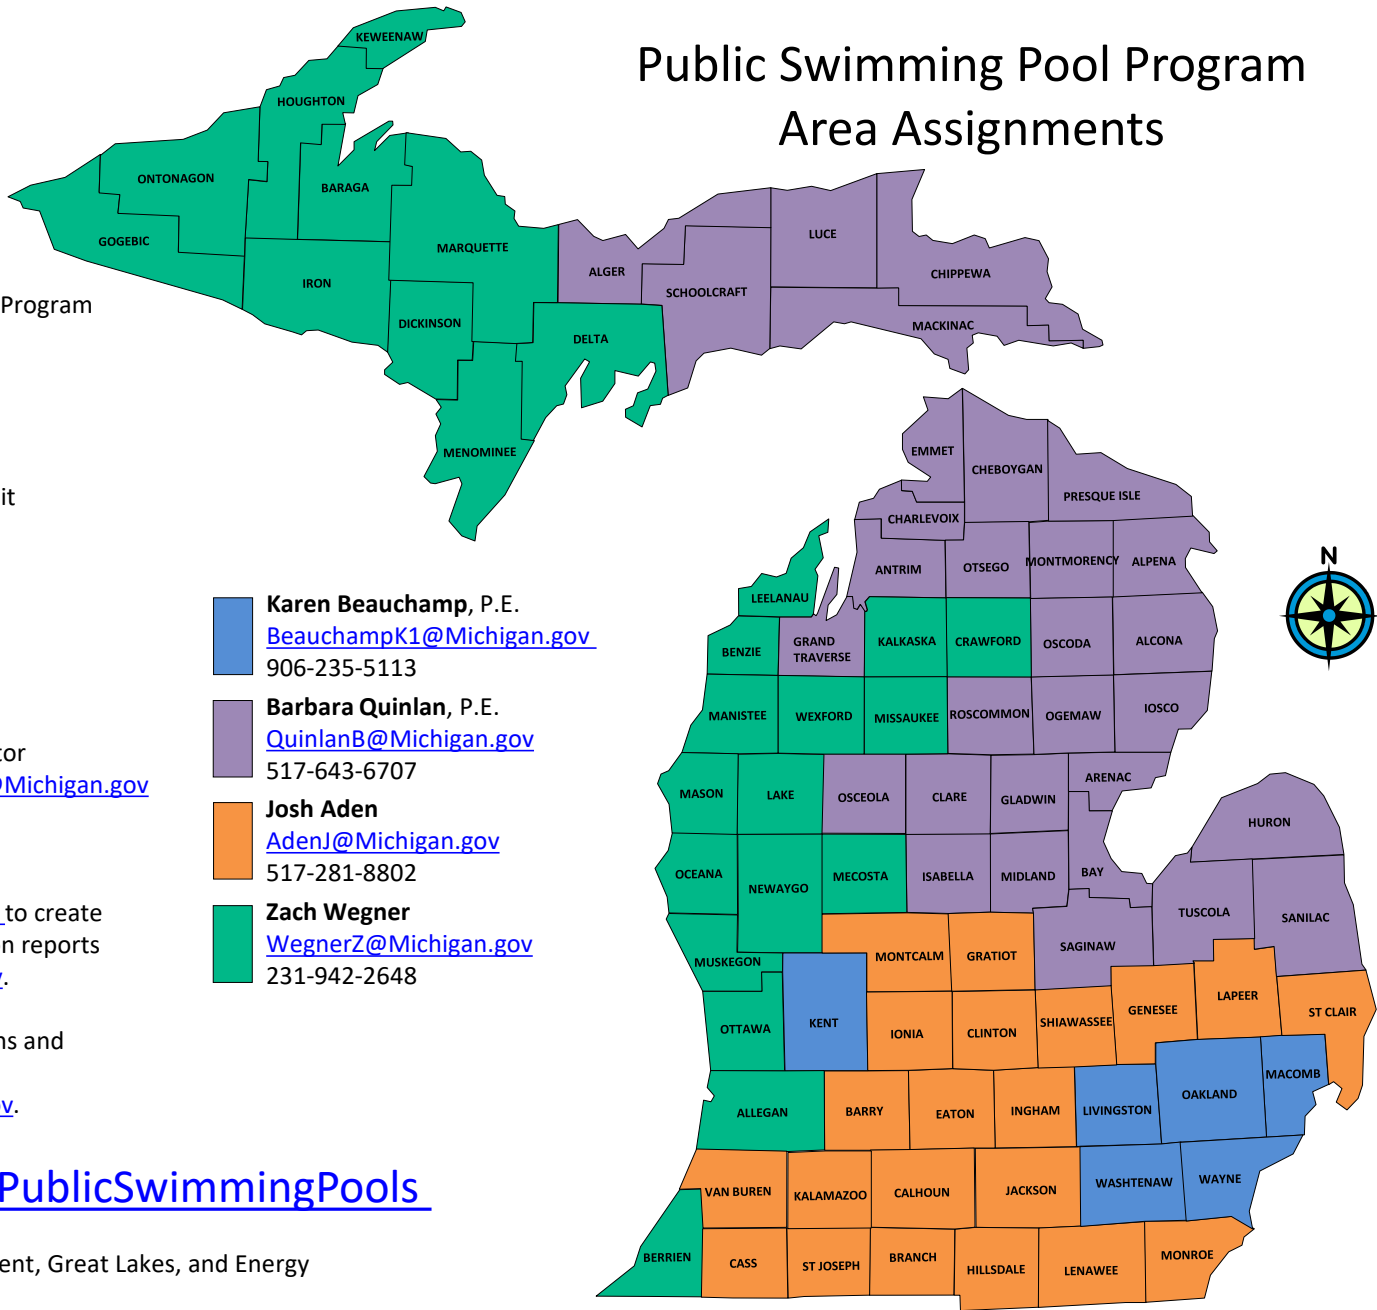 Public Swimming Pool Program
Area Assignments
KEWEENAW
HOUGHTON
ONTONAGON
BARAGA
GOGEBIC
MARQUETTE
IRON
DICKINSON
DELTA
MENOMINEE
ALGER
SCHOOLCRAFT
LUCE
CHIPPEWA
MACKINAC
Program
it
tor
@Michigan.gov
to create
n reports
.
ns and
ov.
PublicSwimmingPools
ent, Great Lakes, and Energy
Karen Beauchamp, P.E.
BeauchampK1@Michigan.gov
906-235-5113
Barbara Quinlan, P.E.
QuinlanB@Michigan.gov
517-643-6707
Josh Aden
AdenJ@Michigan.gov
517-281-8802
Zach Wegner
WegnerZ@Michigan.gov
231-942-2648
N
EMMET
CHEBOYGAN
PRESQUE ISLE
CHARLEVOIX
ANTRIM
OTSEGO
MONTMORENCY
ALPENA
LEELANAU
BENZIE
GRAND
TRAVERSE
KALKASKA
CRAWFORD
OSCODA
ALCONA
MANISTEE
WEXFORD
MISSAUKEE
ROSCOMMON
OGEMAW
IOSCO
MASON
LAKE
OSCEOLA
CLARE
GLADWIN
ARENAC
HURON
OCEANA
NEWAYGO
MECOSTA
ISABELLA
MIDLAND
BAY
TUSCOLA
SANILAC
MUSKEGON
MONTCALM
GRATIOT
SAGINAW
OTTAWA
KENT
IONIA
CLINTON
SHIAWASSEE
GENESEE
LAPEER
ST CLAIR
ALLEGAN
BARRY
EATON
INGHAM
LIVINGSTON
OAKLAND
MACOMB
VAN BUREN
KALAMAZOO
CALHOUN
JACKSON
WASHTENAW
WAYNE
BERRIEN
CASS
ST JOSEPH
BRANCH
HILLSDALE
LENAWEE
MONROE